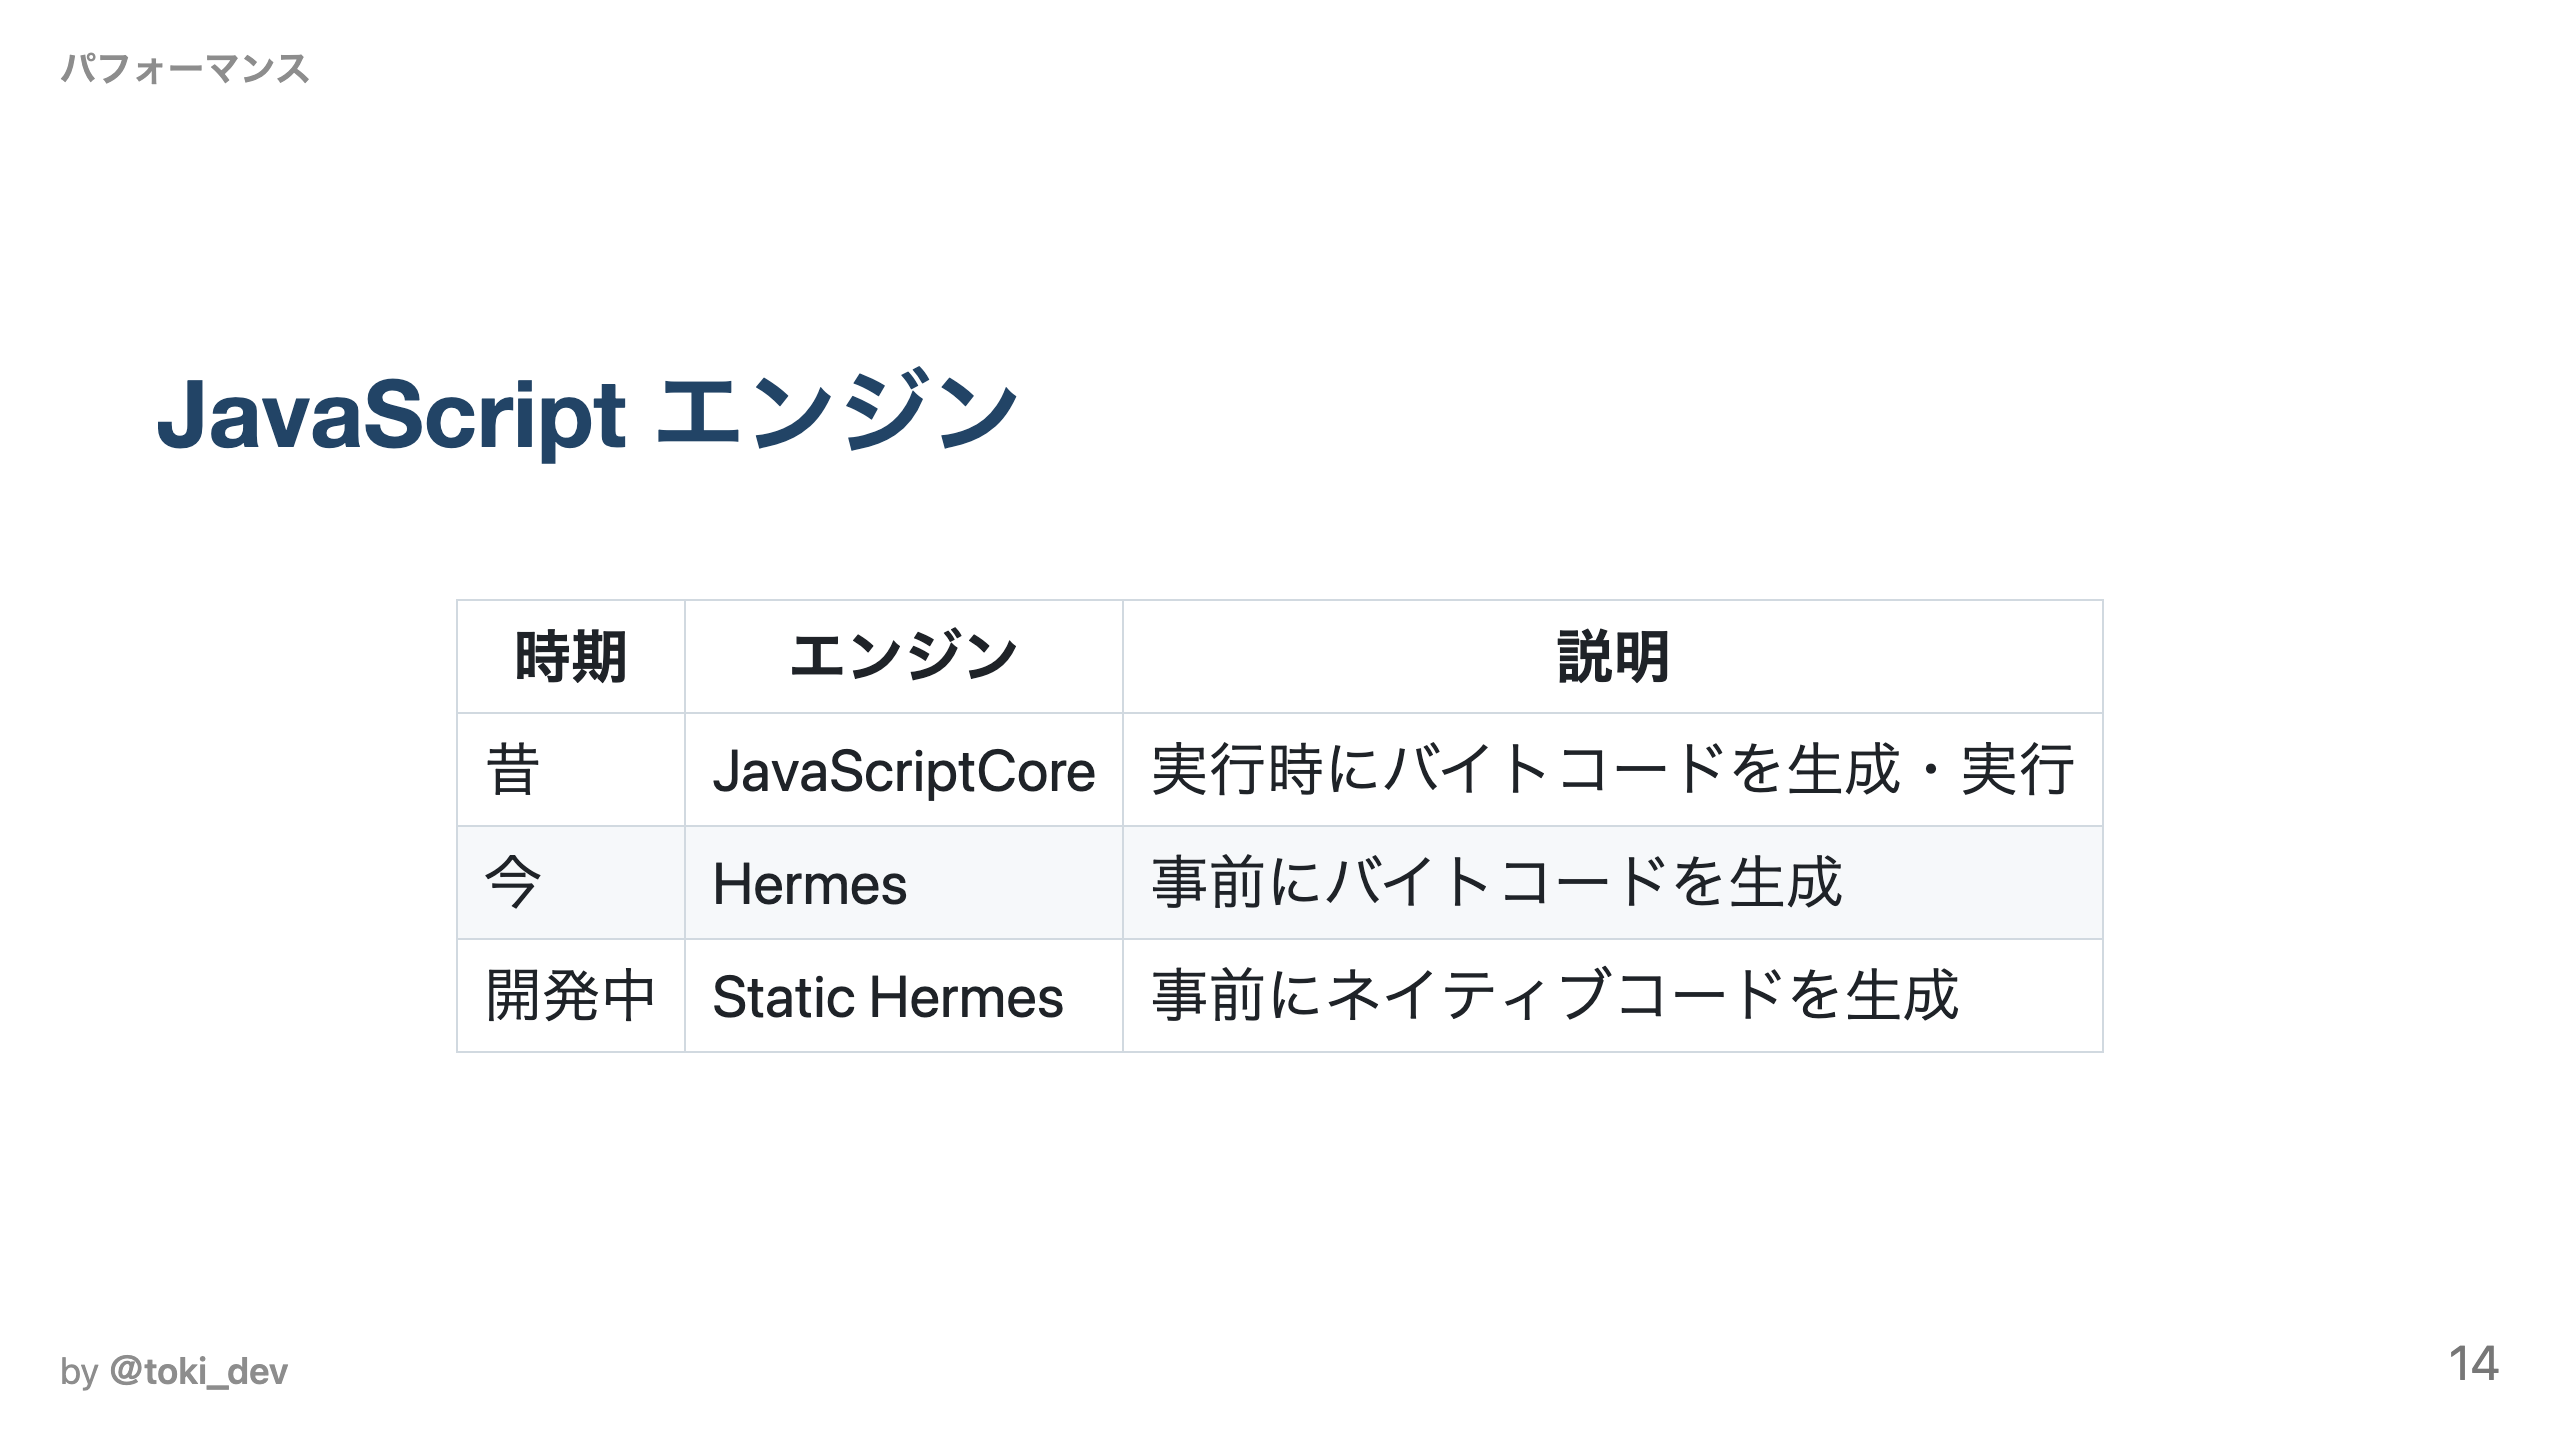 パフォーマンス
JavaScript エンジン
時期 エンジン 説明
昔 JavaScriptCore 実行時にバイトコードを生成・実行
今 Hermes 事前にバイトコードを生成
開発中 Static Hermes 事前にネイティブコードを生成
by @toki_dev
14